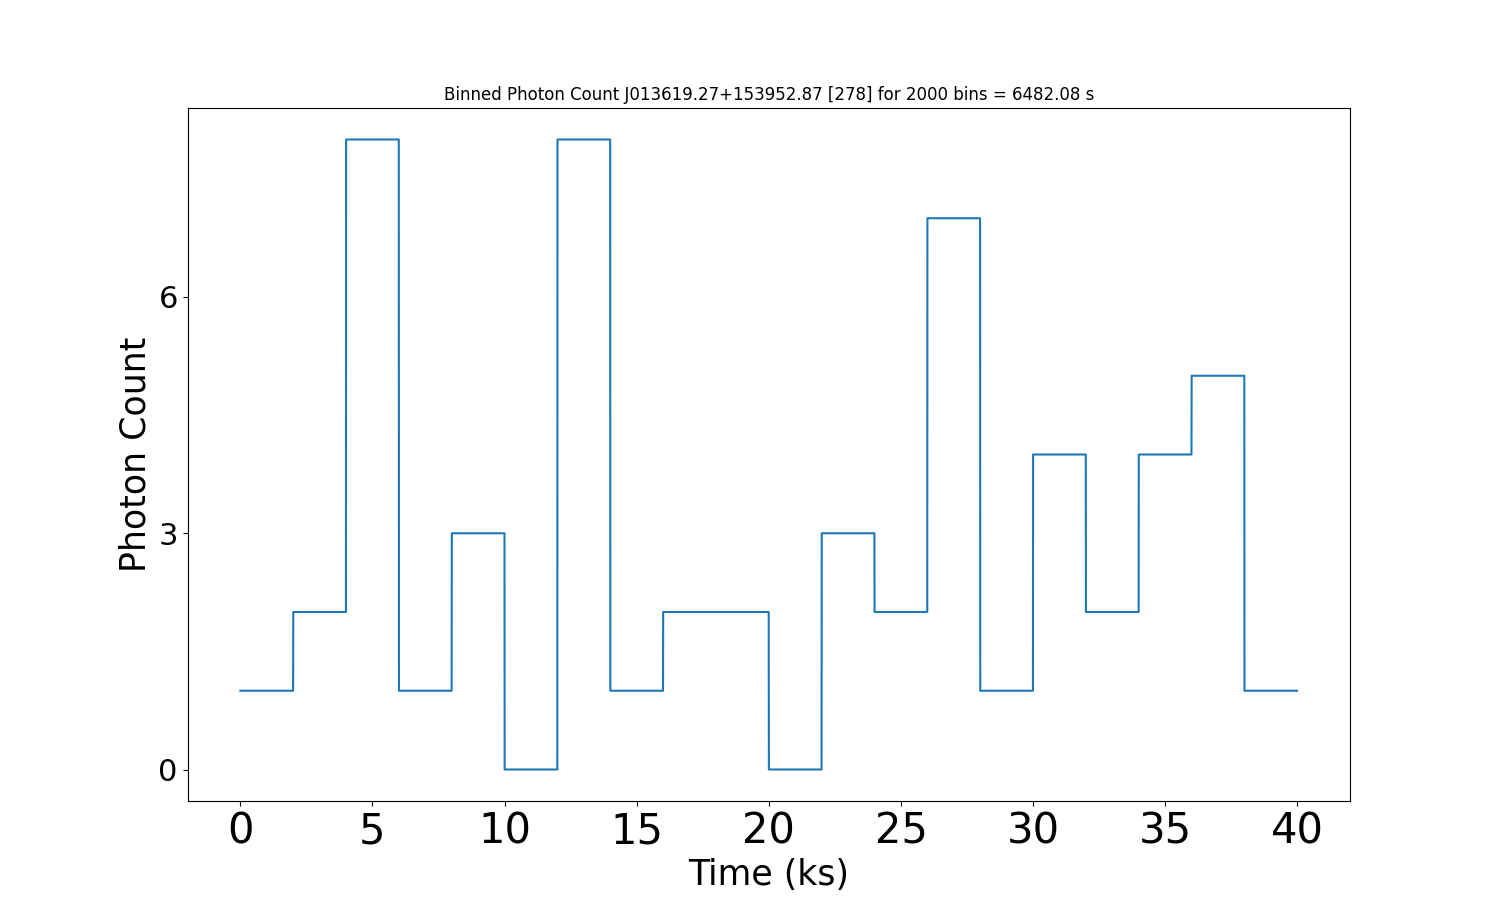 Binned Photon Count J013619.27+153952.87 [278] for 2000 bins = 6482.08 s
6
3
0
Photon Count
0 5 10 15 20 25 30 35 40
Time (ks)